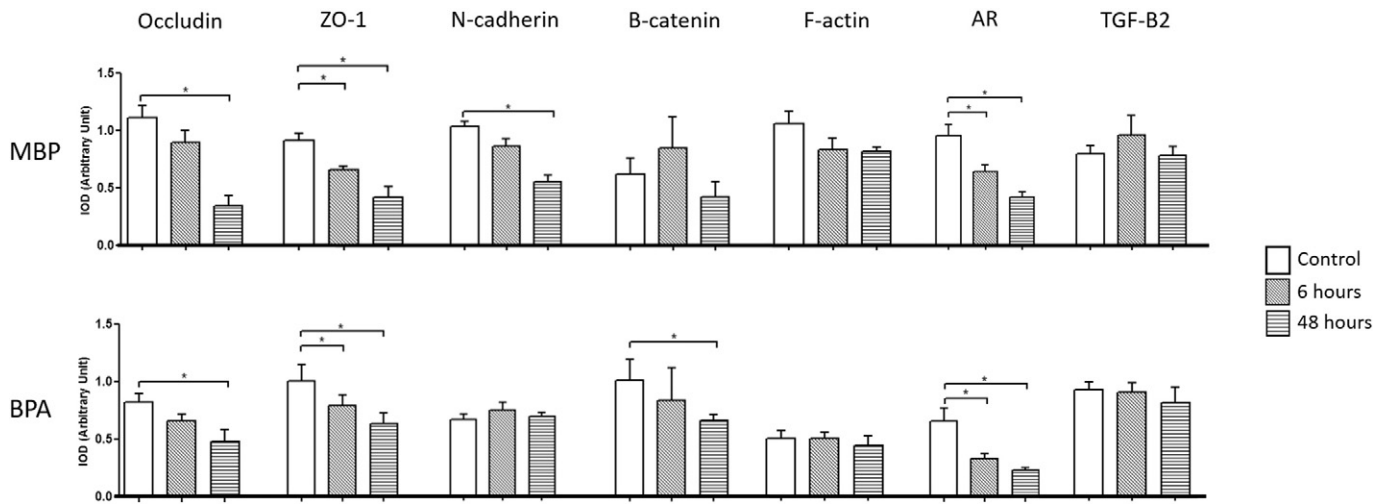 Occludin ZO-1 N-cadherin B-catenin F-actin AR TGF-B2
MBP
IOD (Arbitrary Unit)
1.5
1.0
0.5
0.0
* * * * * *
Control
6 hours
48 hours
BPA
IOD (Arbitrary Unit)
1.5
1.0
0.5
0.0
* * * * * *